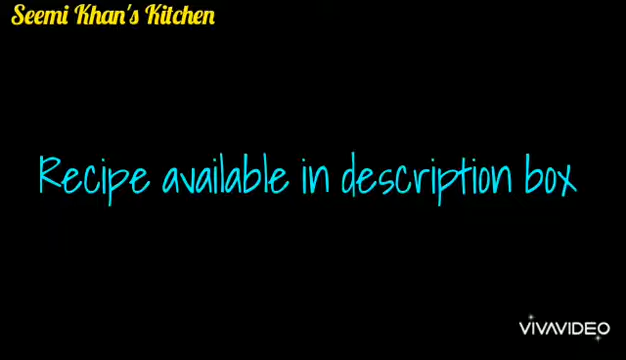 Seemi Khan's Kitchen
Recipe available in description box
VIVAVIDEO